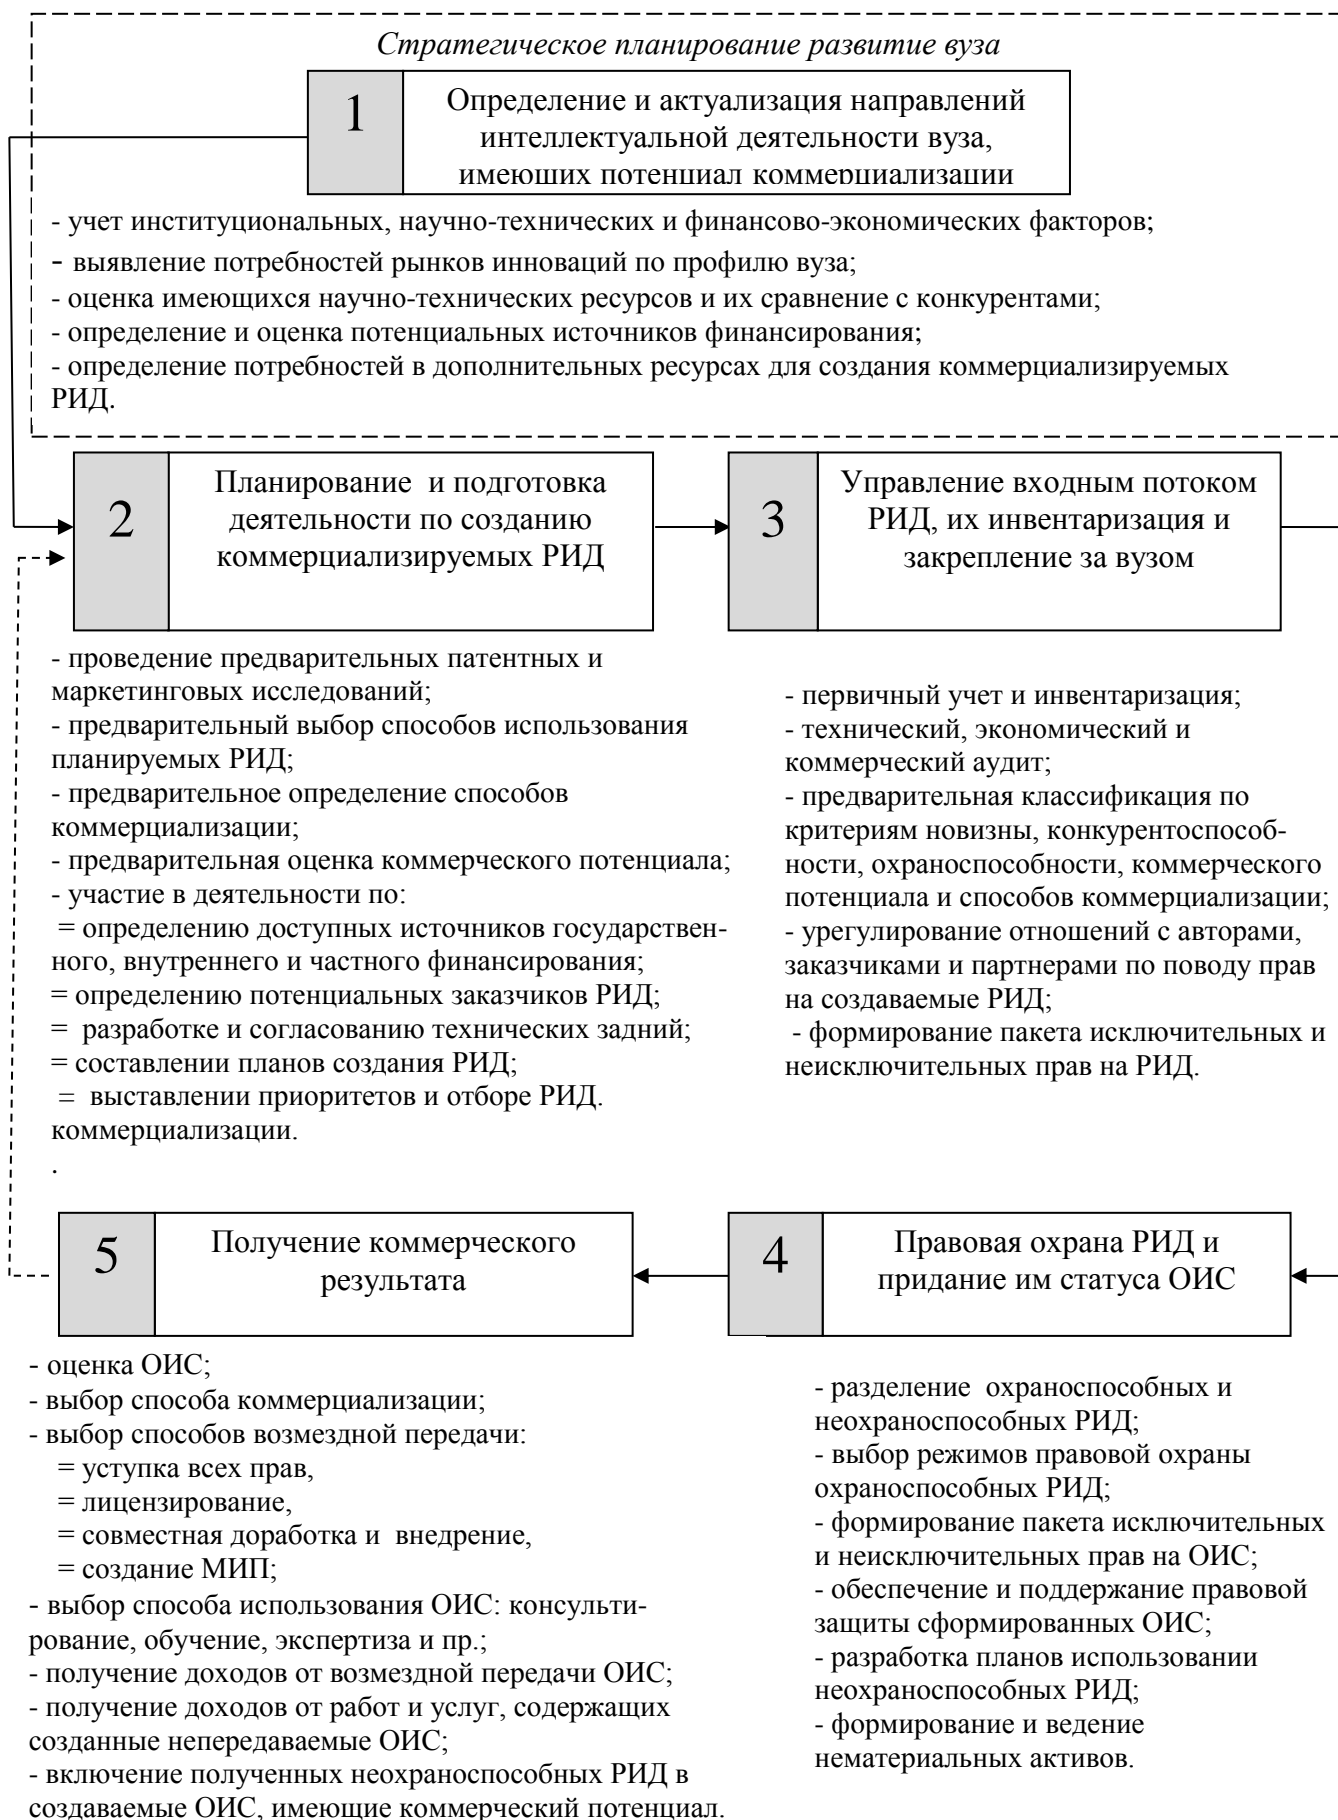 Стратегическое планирование развитие вуза
1
Определение и актуализация направлений
интеллектуальной деятельности вуза,
имеющих потенциал коммерциализации
- учет институциональных, научно-технических и финансово-экономических факторов;
- выявление потребностей рынков инноваций по профилю вуза;
- оценка имеющихся научно-технических ресурсов и их сравнение с конкурентами;
- определение и оценка потенциальных источников финансирования;
- определение потребностей в дополнительных ресурсах для создания коммерциализируемых
РИД.
2
Планирование и подготовка
деятельности по созданию
коммерциализируемых РИД
3
Управление входным потоком
РИД, их инвентаризация и
закрепление за вузом
- проведение предварительных патентных и
маркетинговых исследований;
- предварительный выбор способов использования
планируемых РИД;
- предварительное определение способов
коммерциализации;
- предварительная оценка коммерческого потенциала;
- участие в деятельности по:
= определению доступных источников государствен-
ного, внутреннего и частного финансирования;
= определению потенциальных заказчиков РИД;
= разработке и согласованию технических задний;
= составлении планов создания РИД;
= выставлении приоритетов и отборе РИД.
коммерциализации.
.
- первичный учет и инвентаризация;
- технический, экономический и
коммерческий аудит;
- предварительная классификация по
критериям новизны, конкурентоспособ-
ности, охраноспособности, коммерческого
потенциала и способов коммерциализации;
- урегулирование отношений с авторами,
заказчиками и партнерами по поводу прав
на создаваемые РИД;
- формирование пакета исключительных и
неисключительных прав на РИД.
5
Получение коммерческого
результата
4
Правовая охрана РИД и
придание им статуса ОИС
- оценка ОИС;
- выбор способа коммерциализации;
- выбор способов возмездной передачи:
= уступка всех прав,
= лицензирование,
= совместная доработка и внедрение,
= создание МИП;
- выбор способа использования ОИС: консульти-
рование, обучение, экспертиза и пр.;
- получение доходов от возмездной передачи ОИС;
- получение доходов от работ и услуг, содержащих
созданные непередаваемые ОИС;
- включение полученных неохраноспособных РИД в
создаваемые ОИС, имеющие коммерческий потенциал.
- разделение охраноспособных и
неохраноспособных РИД;
- выбор режимов правовой охраны
охраноспособных РИД;
- формирование пакета исключительных
и неисключительных прав на ОИС;
- обеспечение и поддержание правовой
защиты сформированных ОИС;
- разработка планов использовании
неохраноспособных РИД;
- формирование и ведение
нематериальных активов.